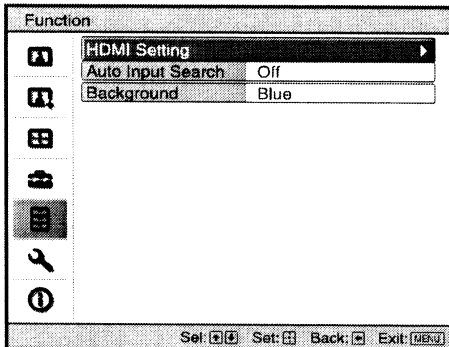 Function
HDMI Setting
Auto Input Search Off
Background Blue
Sel: Set: Back: Exit: MENU